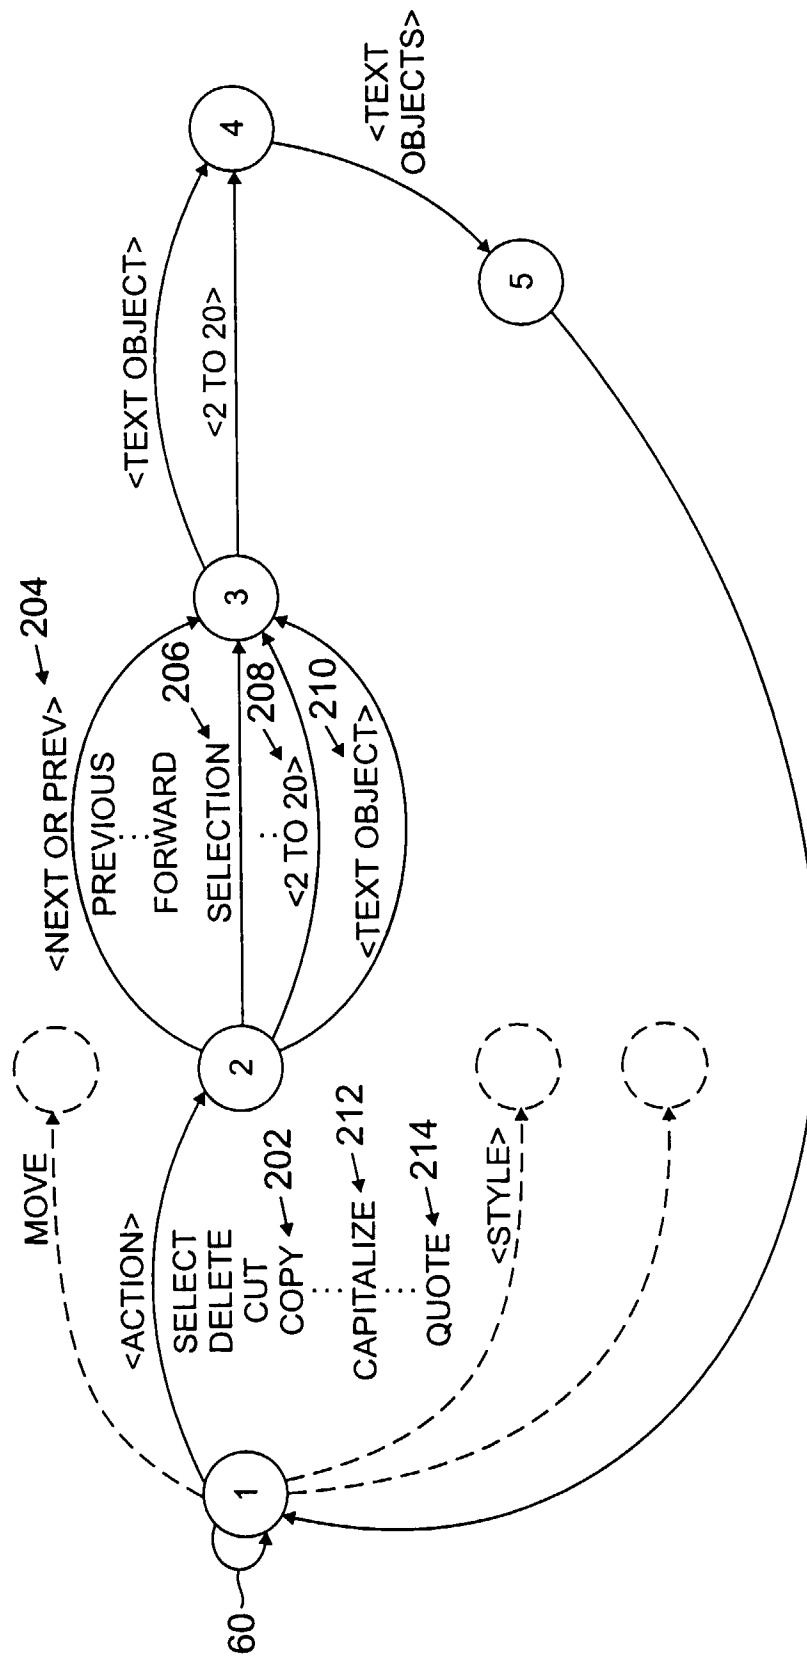 60
1
MOVE
<ACTION>
SELECT
DELETE
CUT
COPY
202
CAPITALIZE
212
QUOTE
214
<STYLE>
2
<NEXT OR PREV>
204
PREVIOUS
FORWARD
SELECTION
206
<2 TO 20>
208
<TEXT OBJECT>
210
3
<TEXT OBJECT>
<2 TO 20>
4
<TEXT
OBJECTS>
5